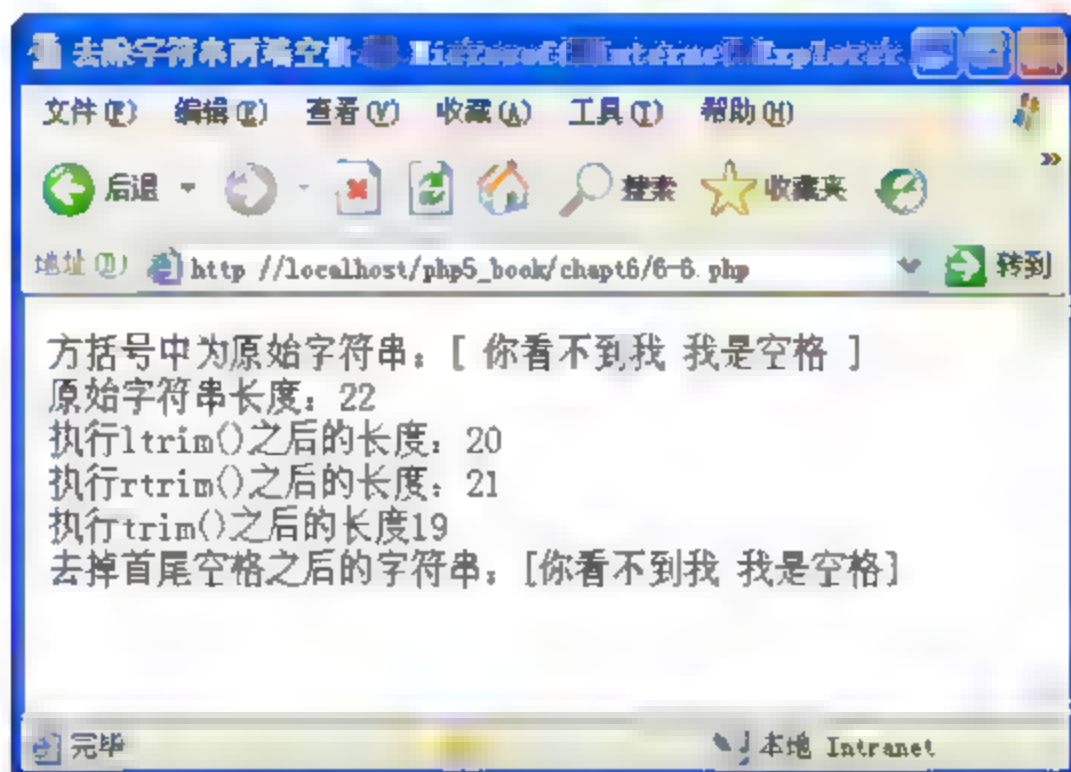 去除字符串两端空格 - Microsoft Internet Explorer
文件(F) 编辑(E) 查看(V) 收藏(A) 工具(T) 帮助(H)
后退 搜索 收藏夹 »
地址(D) http //localhost/php5_book/chapt6/6-6.php 转到
方括号中为原始字符串：[ 你看不到我 我是空格 ]
原始字符串长度：22
执行ltrim()之后的长度：20
执行rtrim()之后的长度：21
执行trim()之后的长度19
去掉首尾空格之后的字符串：[你看不到我 我是空格]
完毕 本地 Intranet